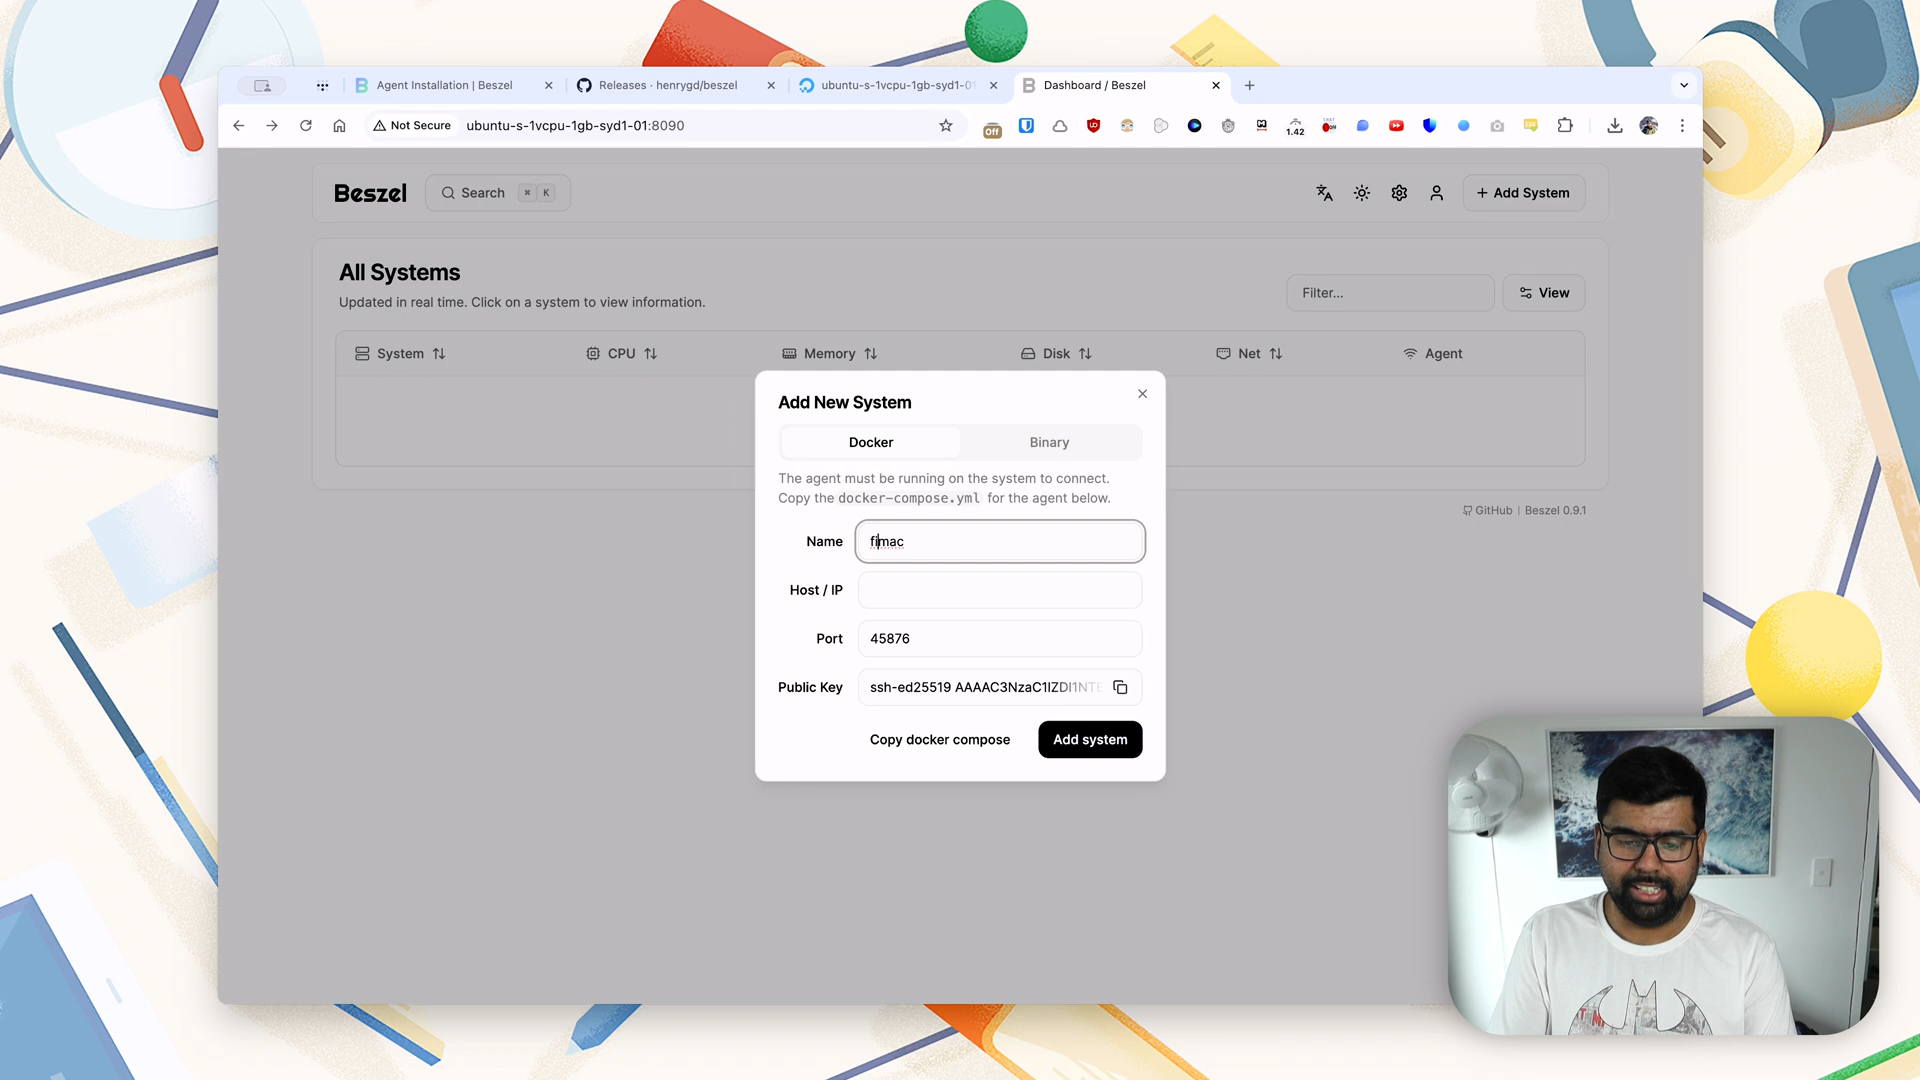 Agent Installation | Beszel
Releases · henrygd/beszel
ubuntu-s-1vcpu-1gb-syd1-01
Dashboard / Beszel
Not Secure
ubuntu-s-1vcpu-1gb-syd1-01:8090
Off
1.42
Beszel
Search
⌘ K
+ Add System
All Systems
Updated in real time. Click on a system to view information.
Filter...
View
System
CPU
Memory
Disk
Net
Agent
Add New System
Docker
Binary
The agent must be running on the system to connect.
Copy the docker-compose.yml for the agent below.
Name
fimac
Host / IP
Port
45876
Public Key
ssh-ed25519 AAAAC3NzaC1lZDI1NTE
Copy docker compose
Add system
GitHub | Beszel 0.9.1